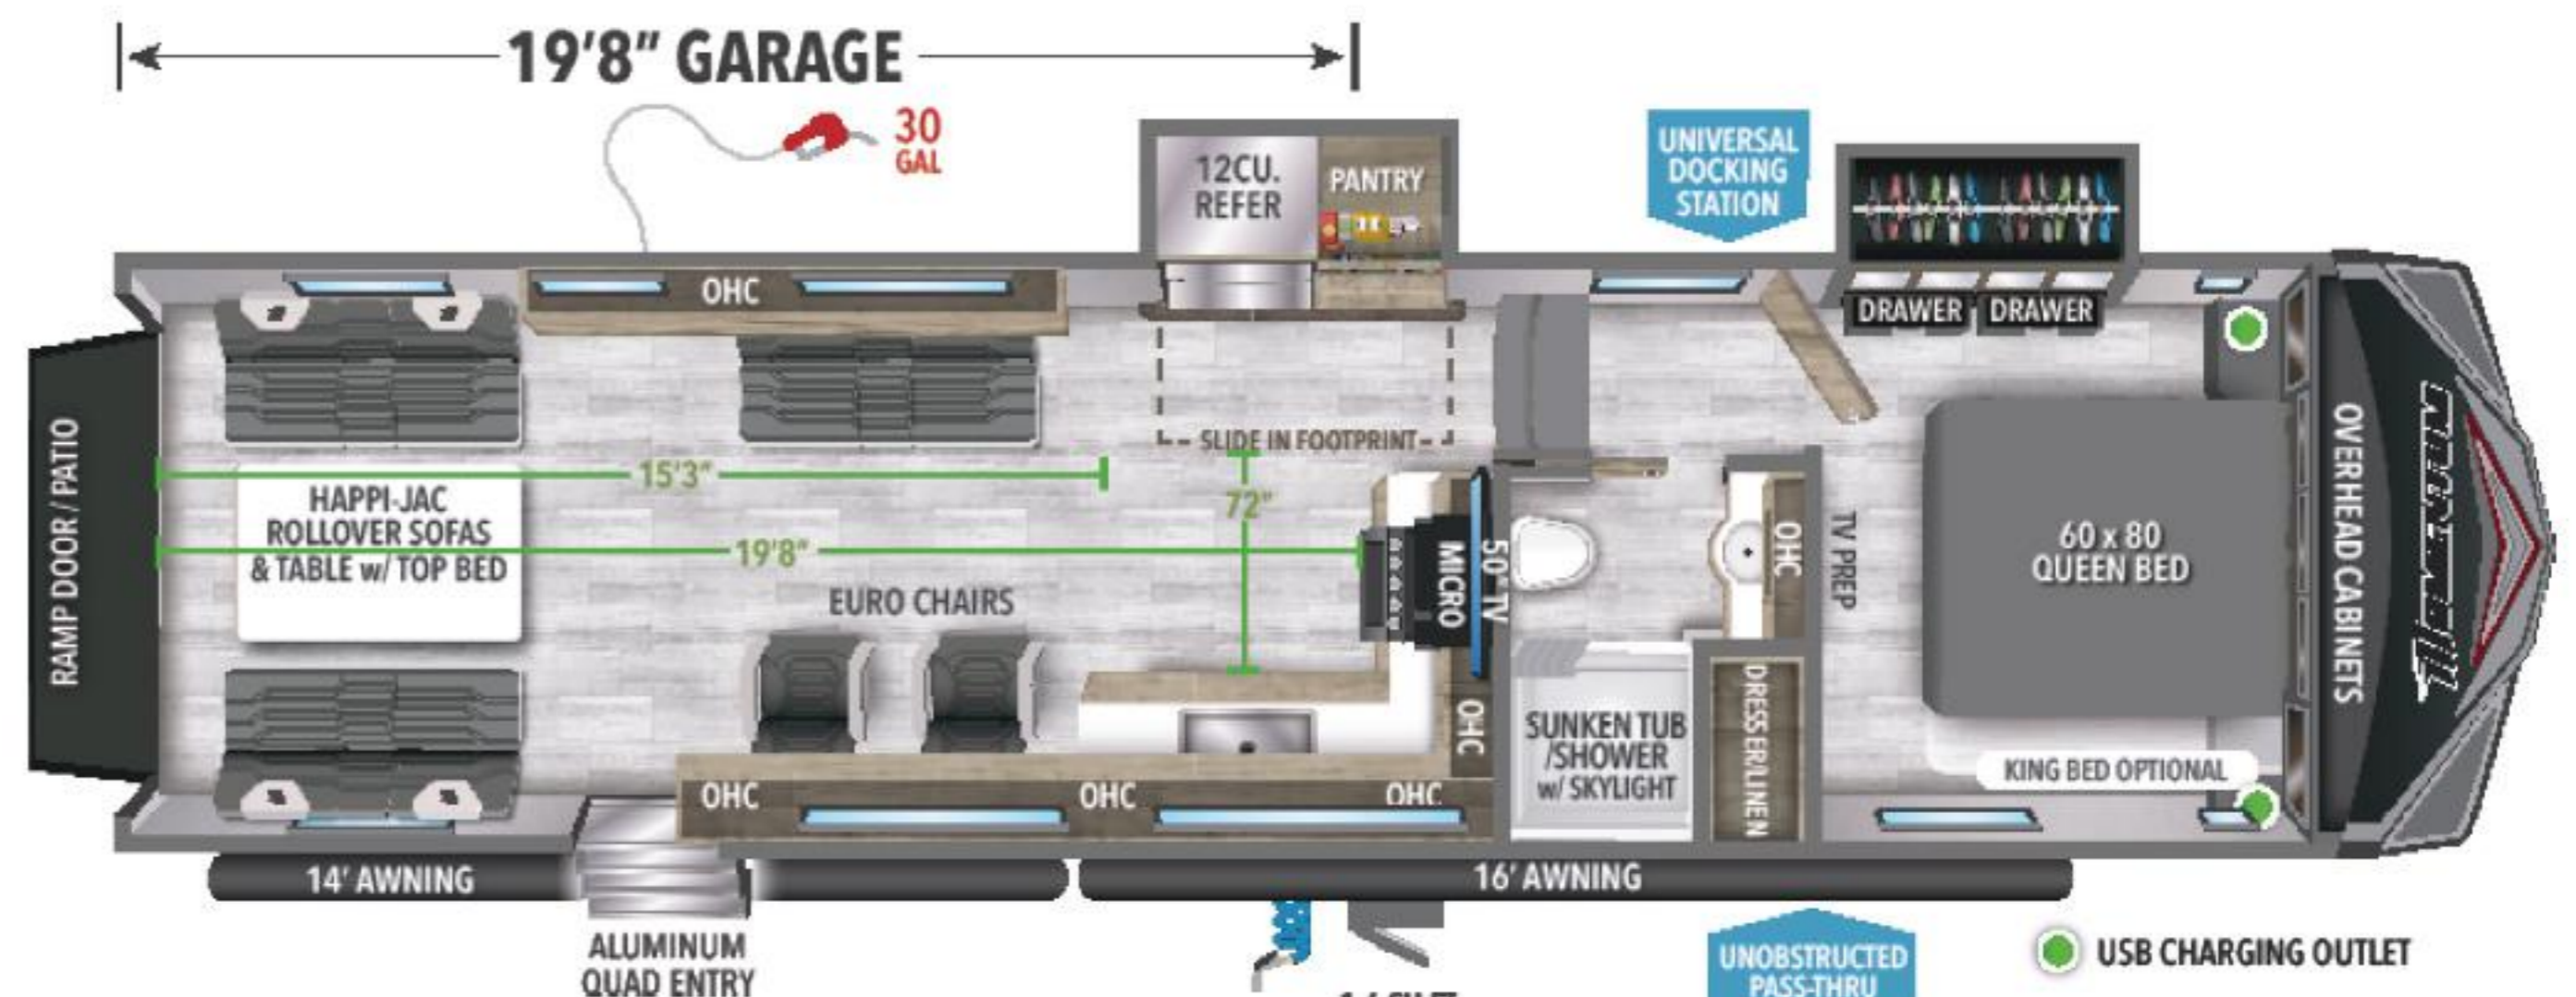 19'8" GARAGE
30
GAL
12CU.
REFER
PANTRY
UNIVERSAL
DOCKING
STATION
OHC
DRAWER
DRAWER
SLIDE IN FOOTPRINT
15'3"
72"
19'8"
RAMP DOOR / PATIO
HAPPI-JAC
ROLLOVER SOFAS
& TABLE w/ TOP BED
EURO CHAIRS
MICRO
50" TV
OHC
TV PREP
60 x 80
QUEEN BED
OVERHEAD CABINETS
OHC
SUNKEN TUB
/SHOWER
w/ SKYLIGHT
DRESSER/LINEN
KING BED OPTIONAL
OHC
OHC
OHC
14' AWNING
16' AWNING
ALUMINUM
QUAD ENTRY
UNOBSTRUCTED
PASS-THRU
USB CHARGING OUTLET